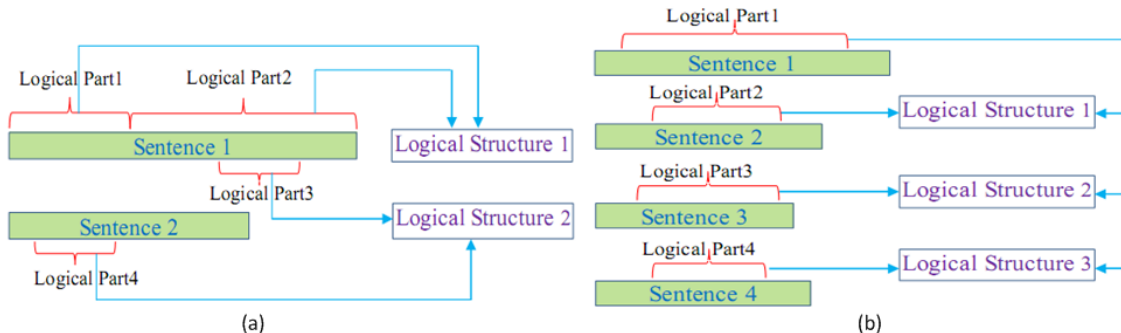 Logical Part1
Logical Part2
Sentence 1
Logical Structure 1
Logical Part3
Sentence 2
Logical Structure 2
Logical Part4
(a)
Logical Part1
Sentence 1
Logical Part2
Logical Structure 1
Sentence 2
Logical Part3
Logical Structure 2
Sentence 3
Logical Part4
Logical Structure 3
Sentence 4
(b)